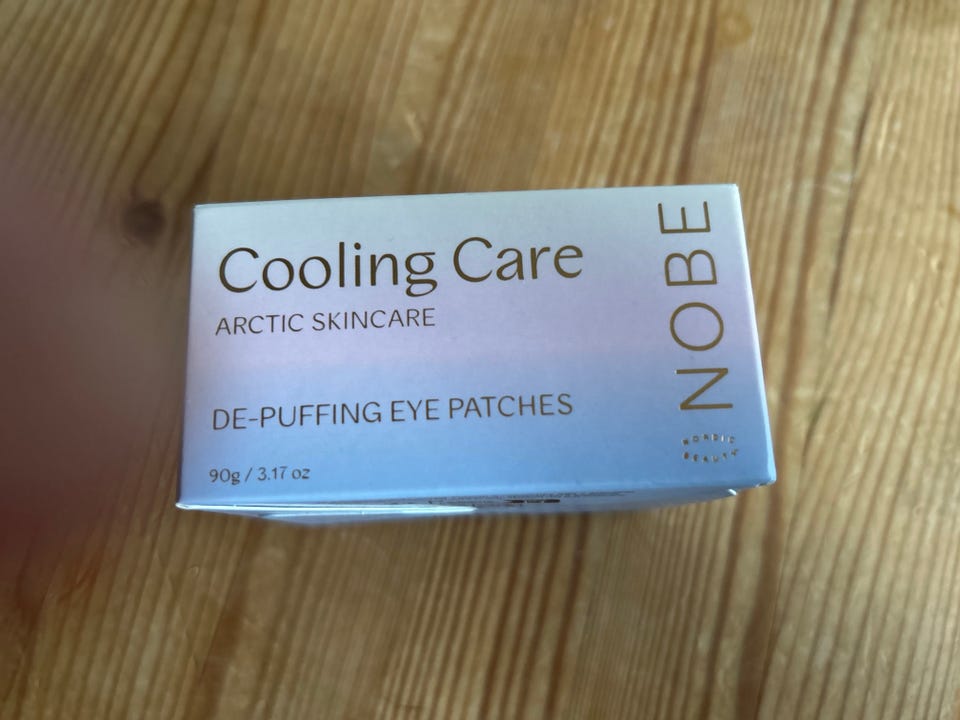 Cooling Care
ARCTIC SKINCARE
DE-PUFFING EYE PATCHES
90g / 3.17 oz
NOBE
NORDIC
BEAUTY